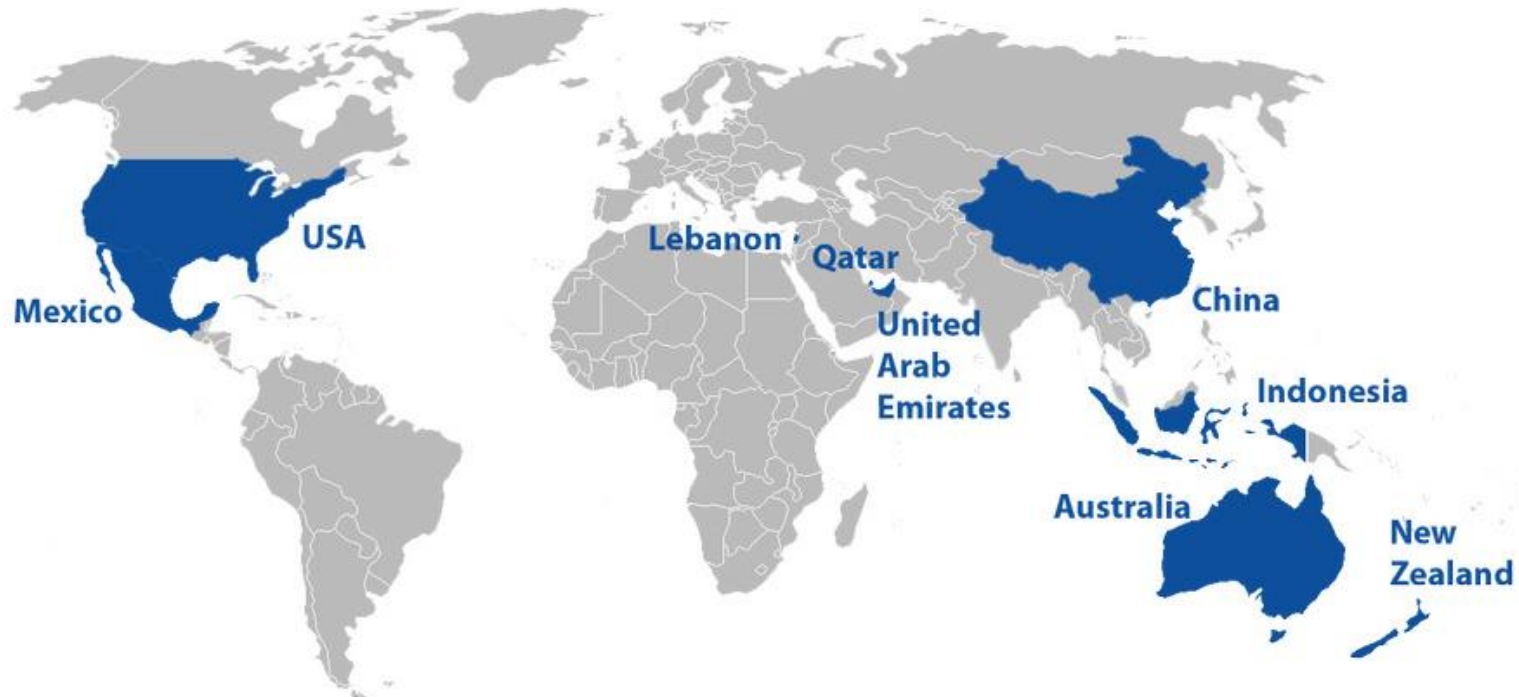 USA
Mexico
Lebanon
Qatar
United
Arab
Emirates
China
Indonesia
Australia
New
Zealand